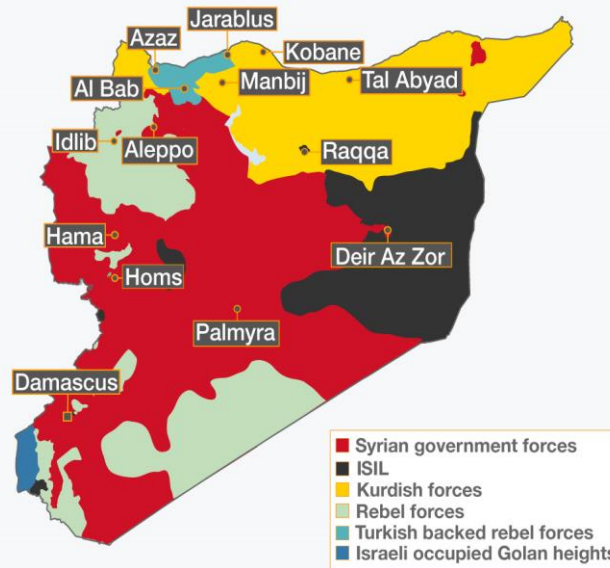 Jarablus
Azaz
Kobane
Al Bab
Manbij
Tal Abyad
Idlib
Aleppo
Raqqa
Hama
Deir Az Zor
Homs
Palmyra
Damascus
Syrian government forces
ISIL
Kurdish forces
Rebel forces
Turkish backed rebel forces
Israeli occupied Golan heights